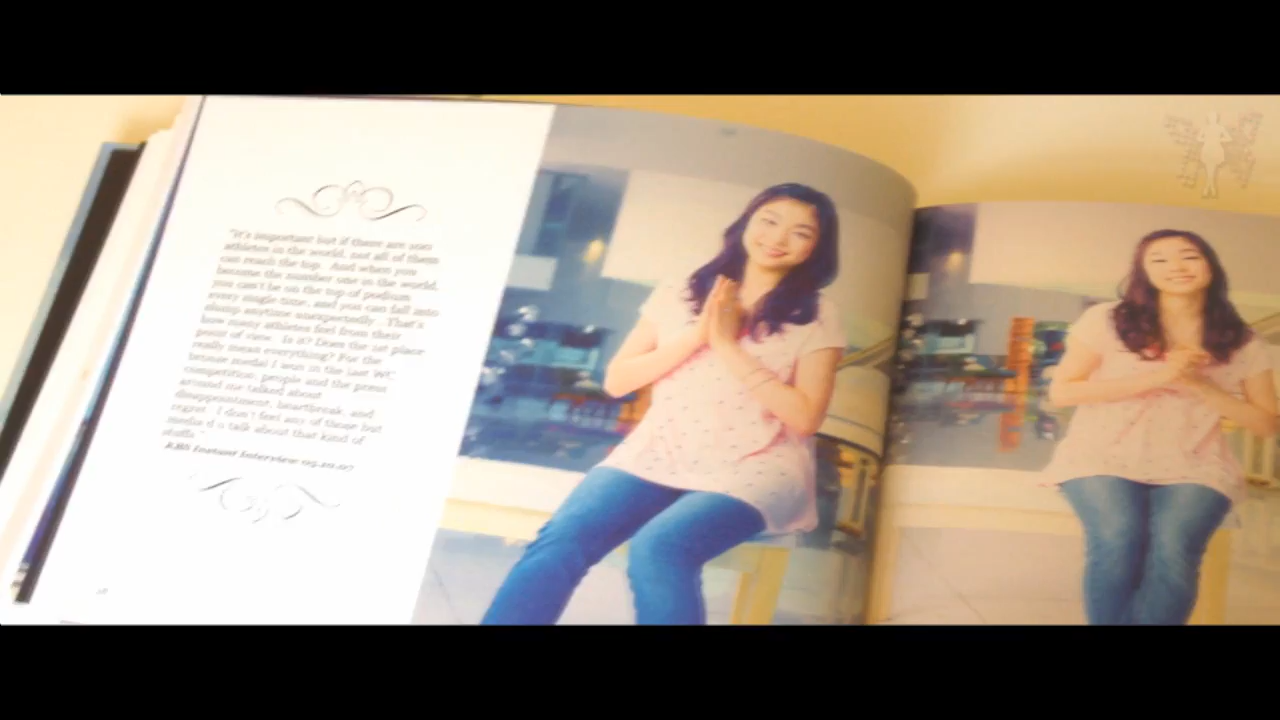 "It's important but if there are 100
athletes in the world, not all of them
can reach the top. And when you
become the number one in the world,
you can't be on the top of podium
every single time, and you can fall into
slump anytime unexpectedly. That's
how many athletes feel from their
point of view. Is it? Does the 1st place
really mean everything? For the
bronze medal I won in the last WC
competition, people and the press
around me talked about
disappointment, heartbreak, and
regret. I don't feel any of those but
media talk about that kind of
stuffs."
KBS Instant Interview 05.10.07